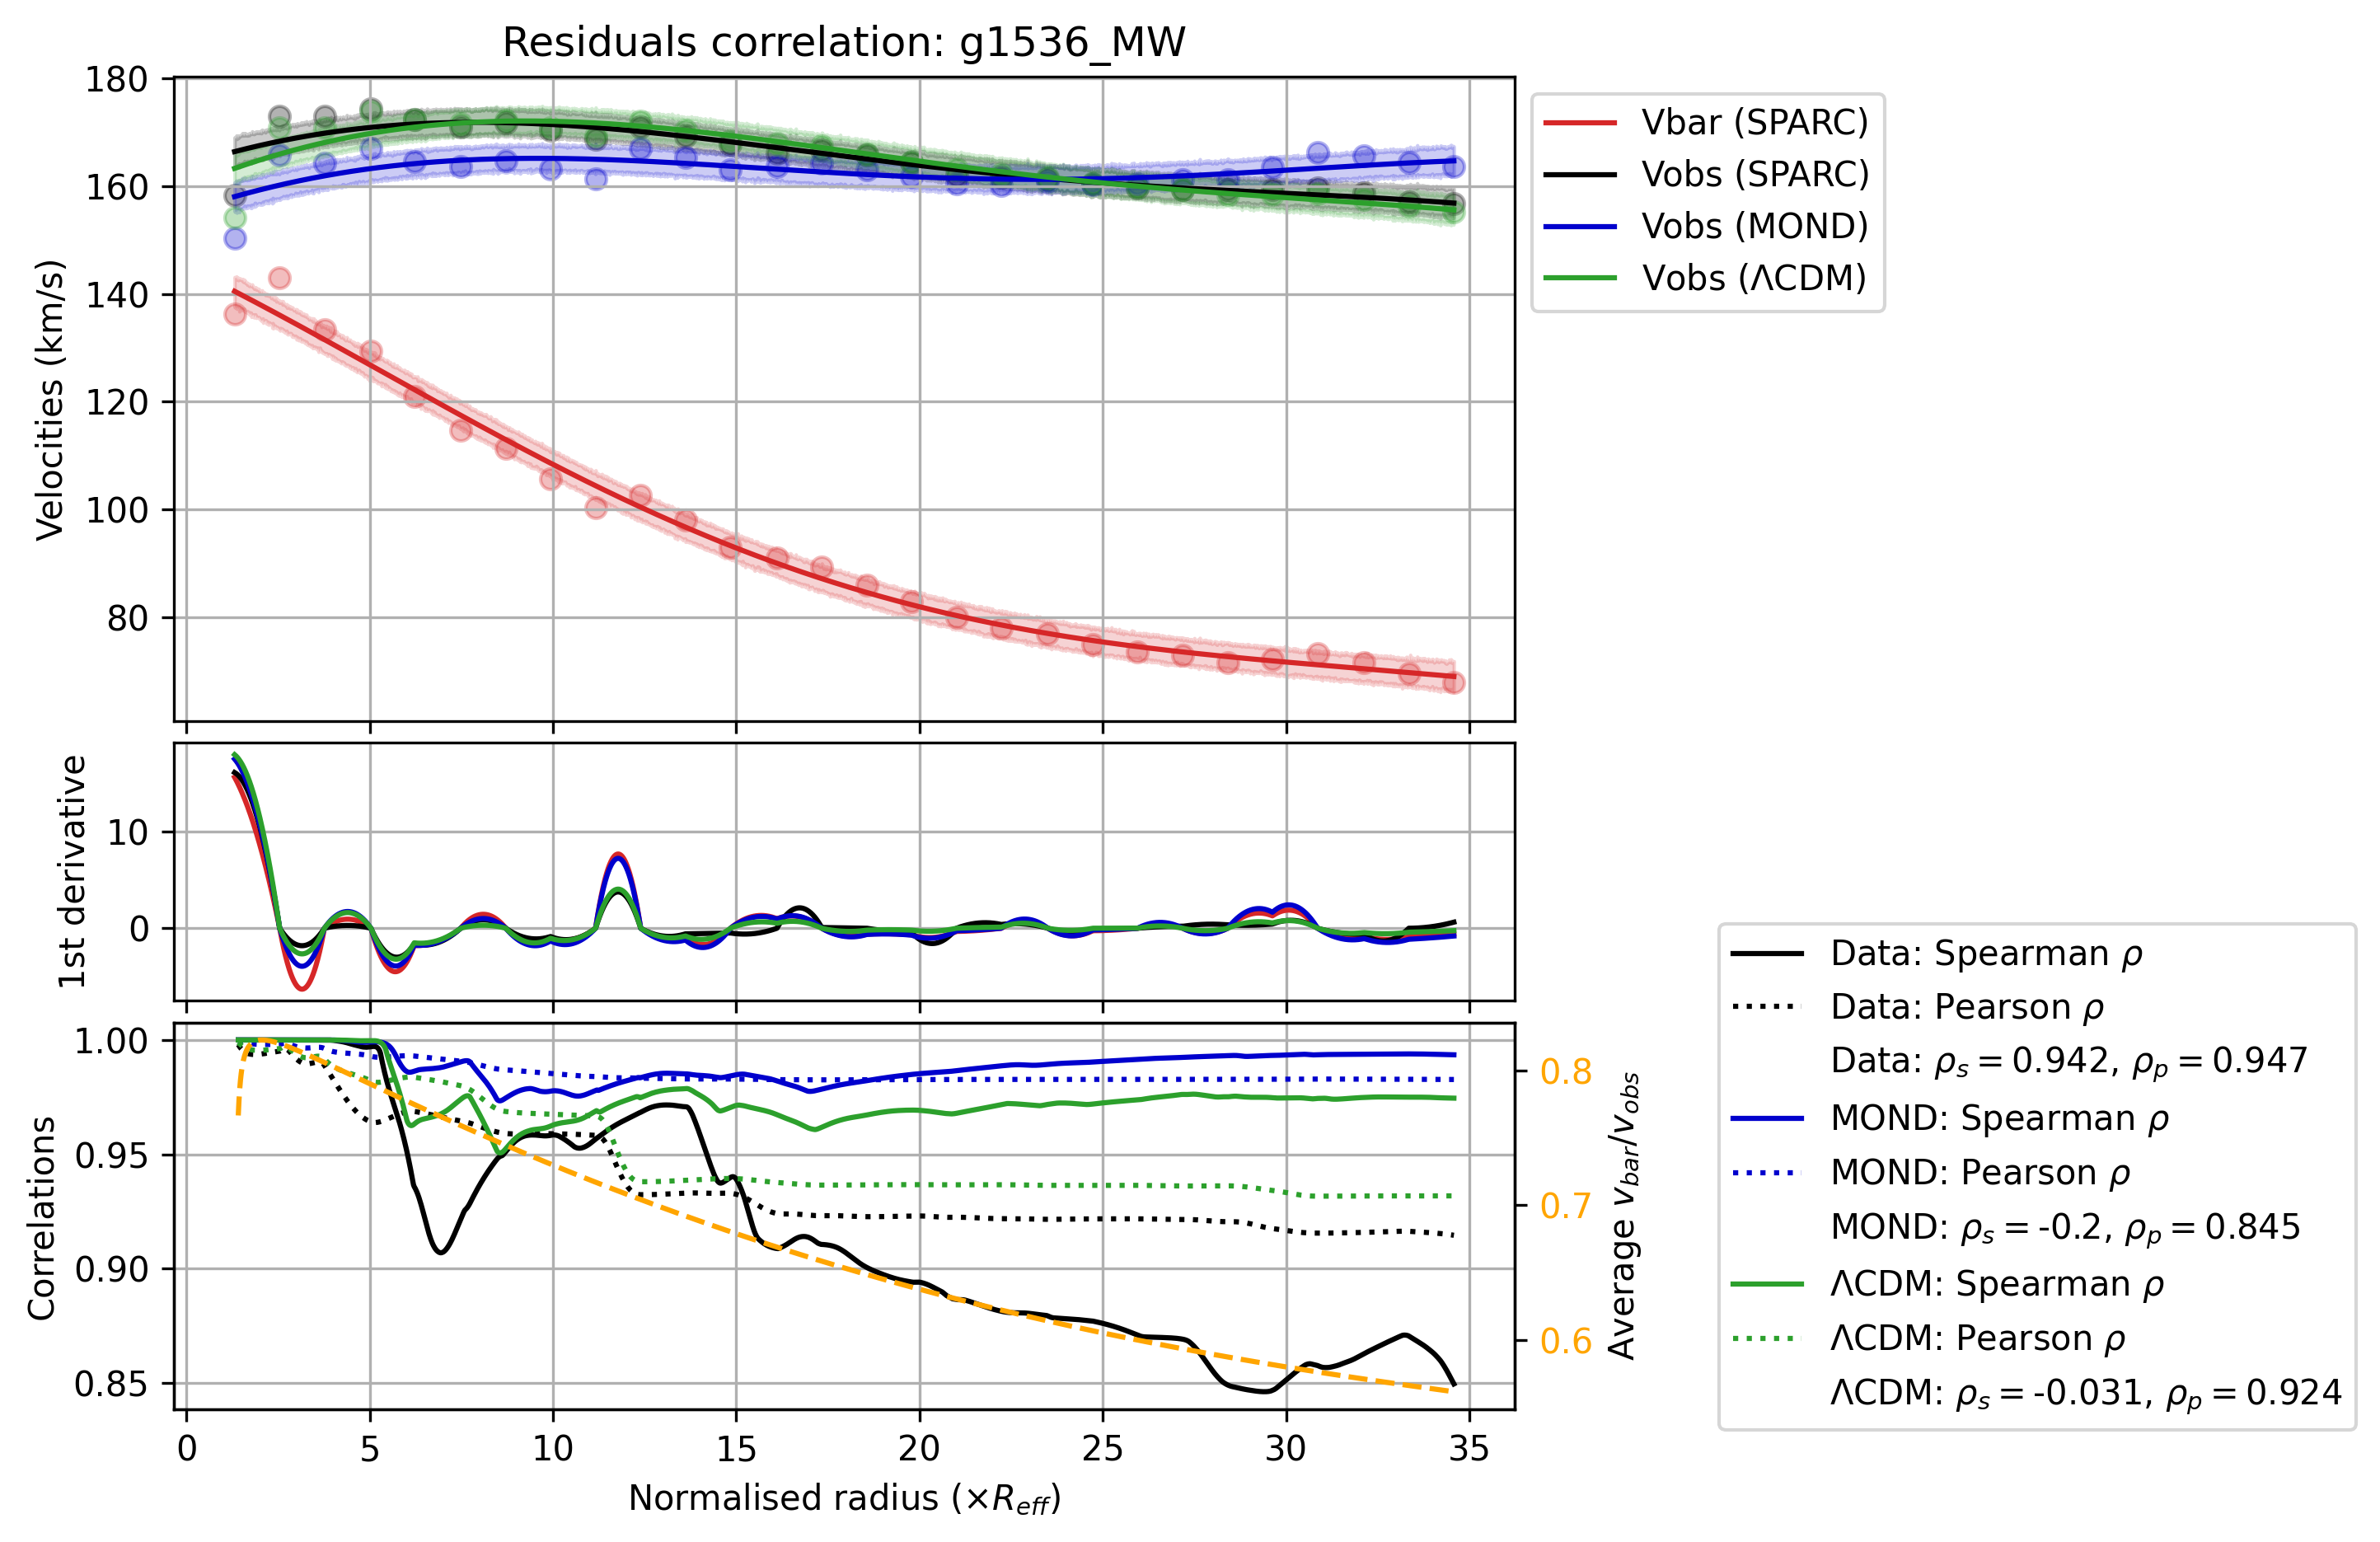 Residuals correlation: g1536_MW
180
160
140
120
100
80
Velocities (km/s)
Vbar (SPARC)
Vobs (SPARC)
Vobs (MOND)
Vobs (ΛCDM)
10
0
1st derivative
1.00
0.95
0.90
0.85
Correlations
0.8
0.7
0.6
Average v_bar/v_obs
0 5 10 15 20 25 30 35
Normalised radius (×R_eff)
Data: Spearman ρ
Data: Pearson ρ
Data: ρ_s = 0.942, ρ_p = 0.947
MOND: Spearman ρ
MOND: Pearson ρ
MOND: ρ_s = -0.2, ρ_p = 0.845
ΛCDM: Spearman ρ
ΛCDM: Pearson ρ
ΛCDM: ρ_s = -0.031, ρ_p = 0.924